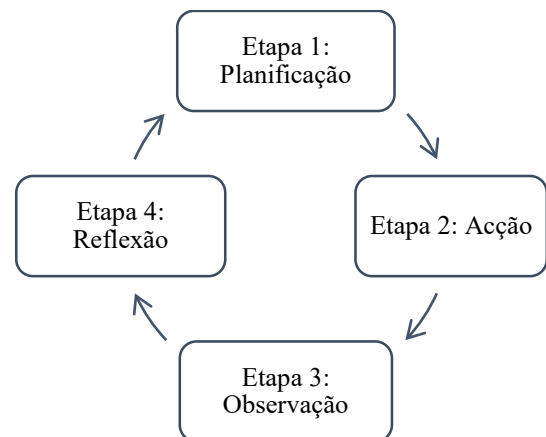 Etapa 1:
Planificação
Etapa 2: Acção
Etapa 3:
Observação
Etapa 4:
Reflexão